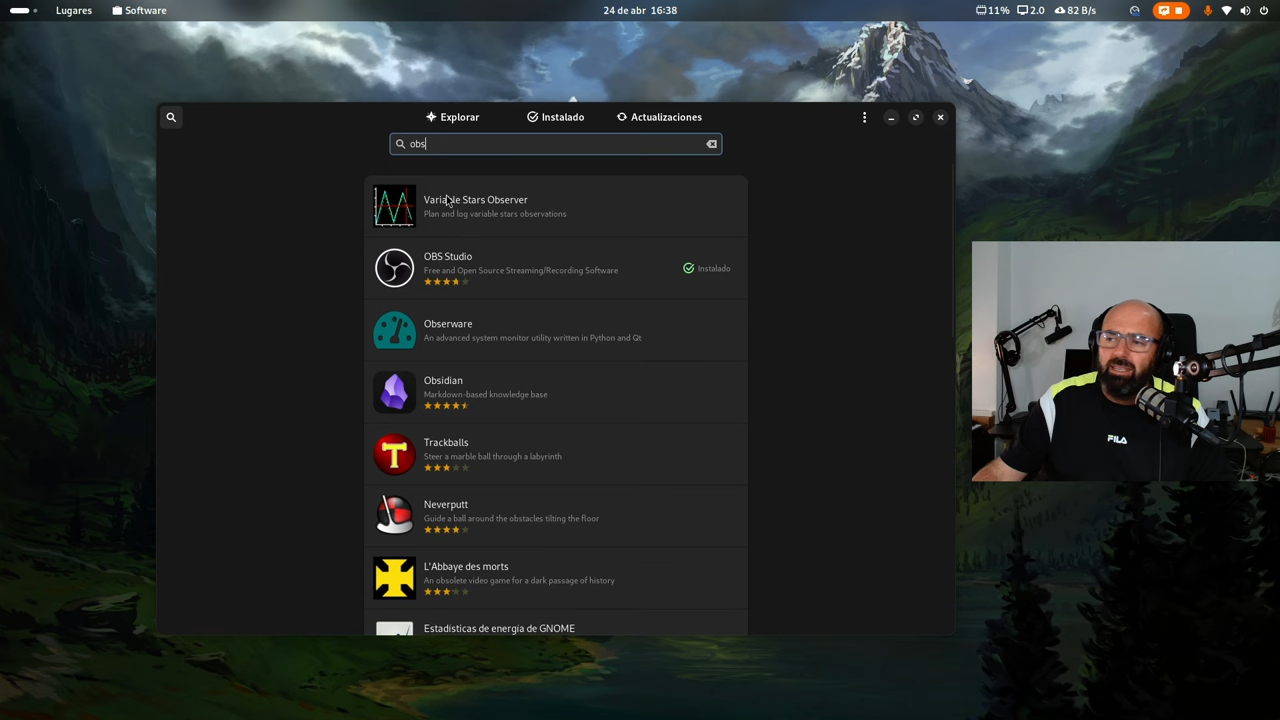 Lugares
Software
24 de abr 16:38
11%
2.0
82 B/s
Explorar
Instalado
Actualizaciones
obs
Variable Stars Observer
Plan and log variable stars observations
OBS Studio
Free and Open Source Streaming/Recording Software
Instalado
Obserware
An advanced system monitor utility written in Python and Qt
Obsidian
Markdown-based knowledge base
Trackballs
Steer a marble ball through a labyrinth
T
Neverputt
Guide a ball around the obstacles tilting the floor
L'Abbaye des morts
An obsolete video game for a dark passage of history
Estadísticas de energía de GNOME
FILA